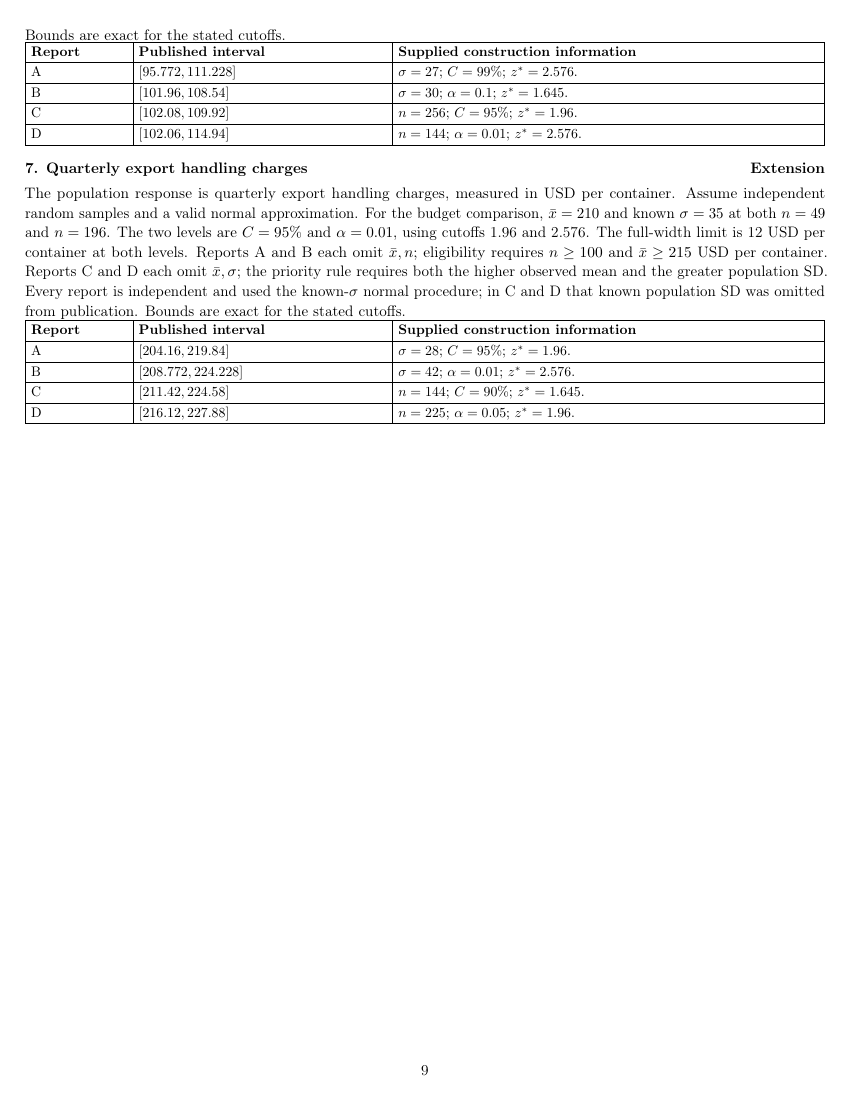 Bounds are exact for the stated cutoffs.
Report Published interval Supplied construction information
A [95.772, 111.228] σ = 27; C = 99%; z* = 2.576.
B [101.96, 108.54] σ = 30; α = 0.1; z* = 1.645.
C [102.08, 109.92] n = 256; C = 95%; z* = 1.96.
D [102.06, 114.94] n = 144; α = 0.01; z* = 2.576.
7. Quarterly export handling charges Extension
The population response is quarterly export handling charges, measured in USD per container. Assume independent
random samples and a valid normal approximation. For the budget comparison, x̄ = 210 and known σ = 35 at both n = 49
and n = 196. The two levels are C = 95% and α = 0.01, using cutoffs 1.96 and 2.576. The full-width limit is 12 USD per
container at both levels. Reports A and B each omit x̄, n; eligibility requires n ≥ 100 and x̄ ≥ 215 USD per container.
Reports C and D each omit x̄, σ; the priority rule requires both the higher observed mean and the greater population SD.
Every report is independent and used the known-σ normal procedure; in C and D that known population SD was omitted
from publication. Bounds are exact for the stated cutoffs.
Report Published interval Supplied construction information
A [204.16, 219.84] σ = 28; C = 95%; z* = 1.96.
B [208.772, 224.228] σ = 42; α = 0.01; z* = 2.576.
C [211.42, 224.58] n = 144; C = 90%; z* = 1.645.
D [216.12, 227.88] n = 225; α = 0.05; z* = 1.96.
9